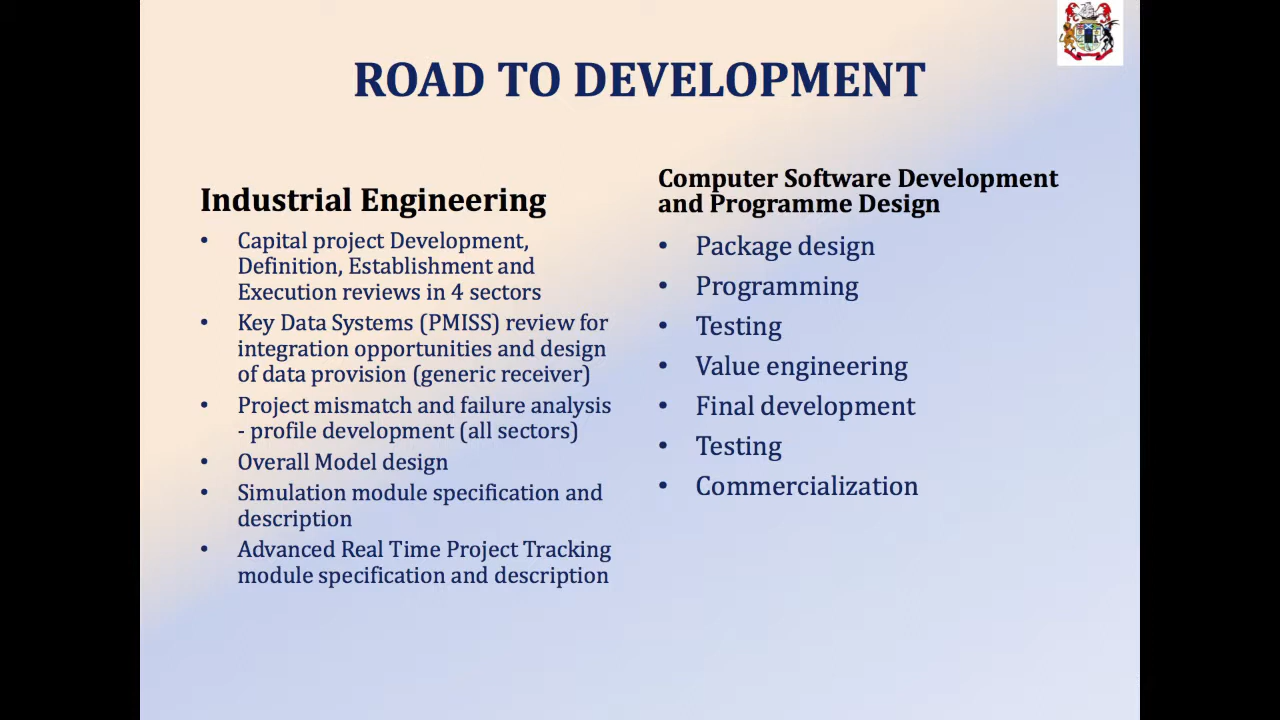 ROAD TO DEVELOPMENT
Industrial Engineering
• Capital project Development,
Definition, Establishment and
Execution reviews in 4 sectors
• Key Data Systems (PMISS) review for
integration opportunities and design
of data provision (generic receiver)
• Project mismatch and failure analysis
- profile development (all sectors)
• Overall Model design
• Simulation module specification and
description
• Advanced Real Time Project Tracking
module specification and description
Computer Software Development
and Programme Design
• Package design
• Programming
• Testing
• Value engineering
• Final development
• Testing
• Commercialization